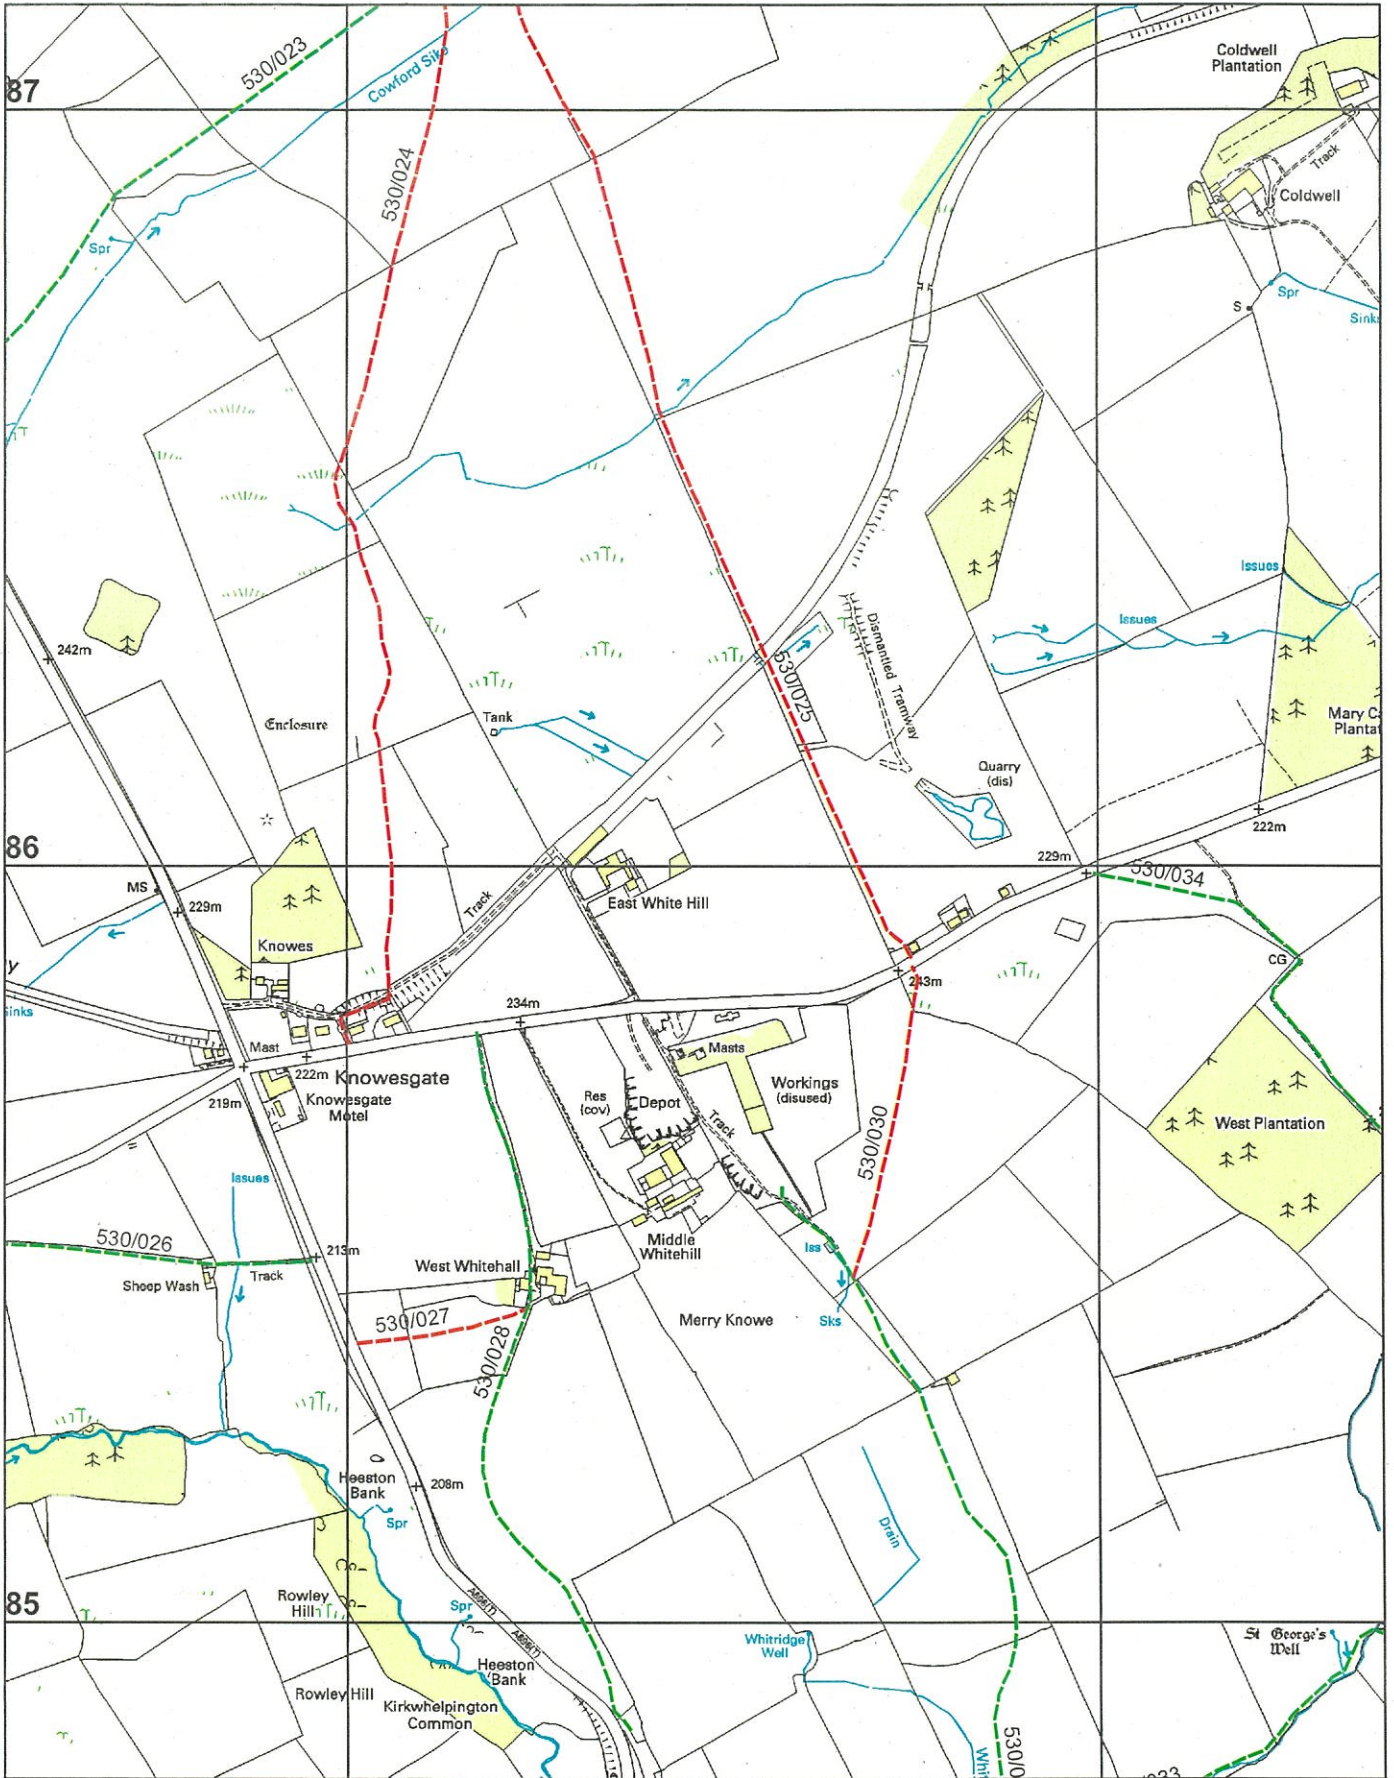 530/023
Cowford Sike
Coldwell
Plantation
87
530/024
Track
Coldwell
Spr
Spr
S
Issues
Issues
242m
Dismantled Tramway
530/025
Enclosure
Tank
Quarry
(dis)
222m
86
229m
530/034
MS
229m
Track
East White Hill
Knowes
CG
y
243m
234m
Mast
Masts
222m
Knowesgate
219m
Knowesgate
Motel
Res
(cov)
Depot
Workings
(disused)
Track
West Plantation
530/030
Issues
530/026
213m
Middle
Whitehill
Iss
Sheep Wash
Track
West Whitehall
530/027
Merry Knowe
Sks
530/028
Heeston
Bank
208m
Spr
Drain
Rowley
Hill
85
Spr
A696(T)
A696(T)
Whitridge
Well
St George's
Well
Heeston
Bank
Rowley Hill
Kirkwhelpington
Common
530/0
Whi